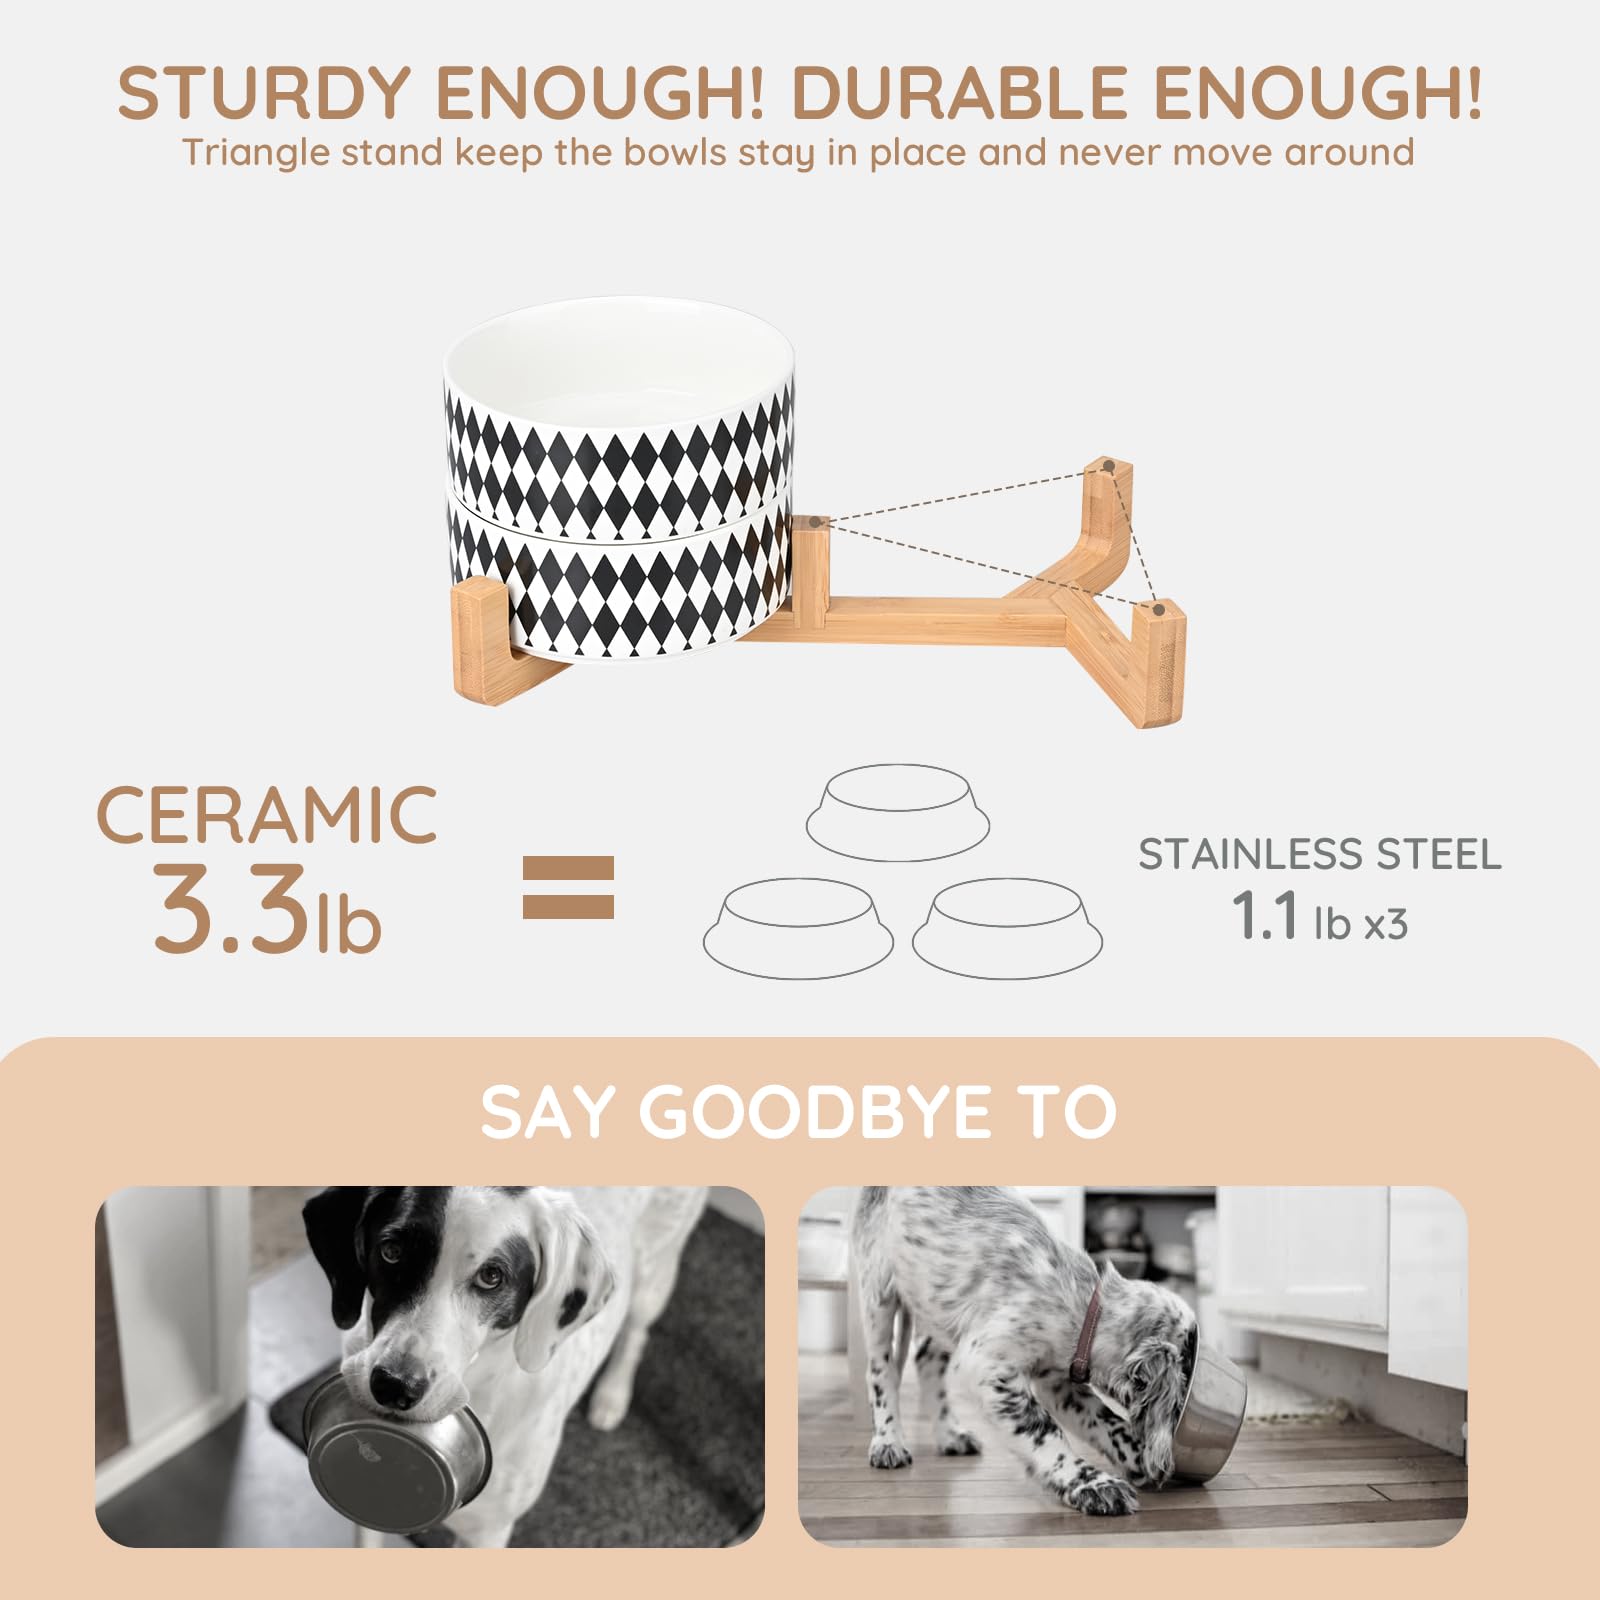 STURDY ENOUGH! DURABLE ENOUGH!
Triangle stand keep the bowls stay in place and never move around
CERAMIC
3.3lb
STAINLESS STEEL
1.1 lb x3
SAY GOODBYE TO